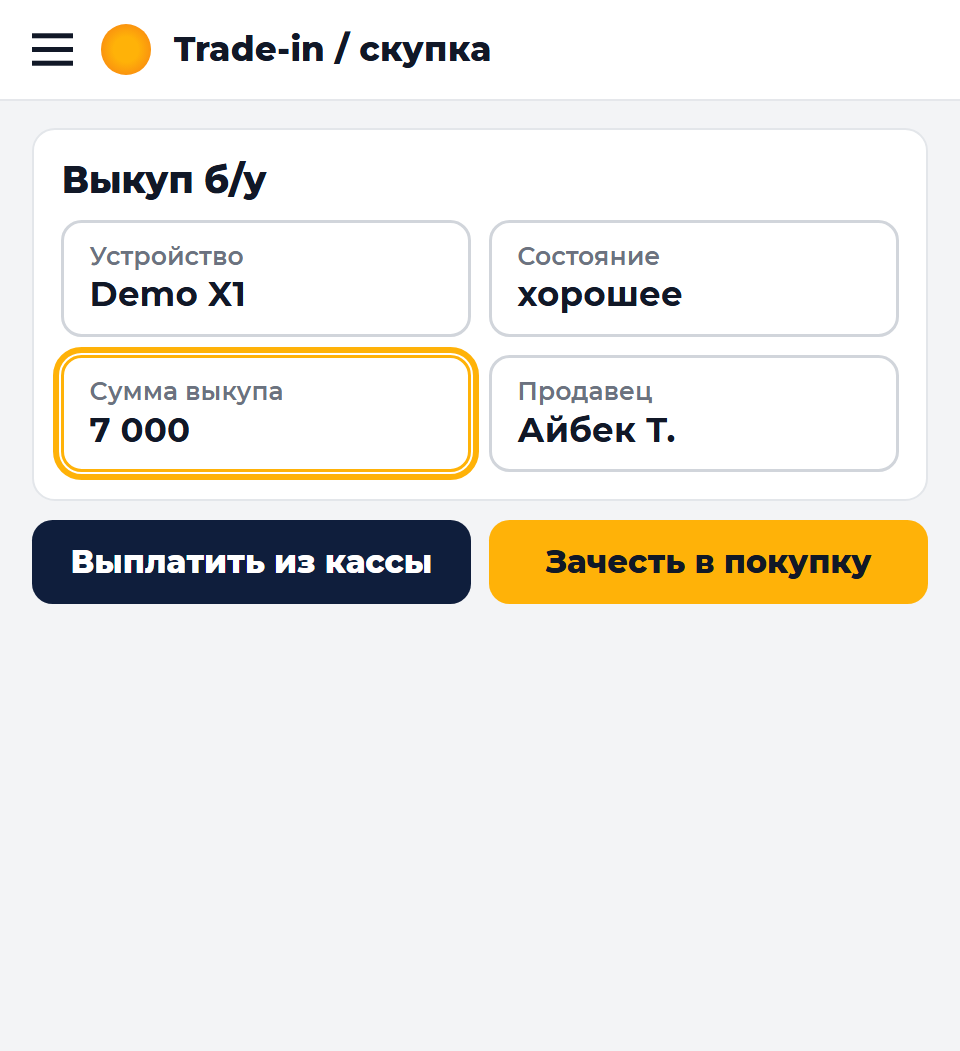 Trade-in / скупка
Выкуп б/у
Устройство
Demo X1
Состояние
хорошее
Сумма выкупа
7 000
Продавец
Айбек Т.
Выплатить из кассы
Зачесть в покупку